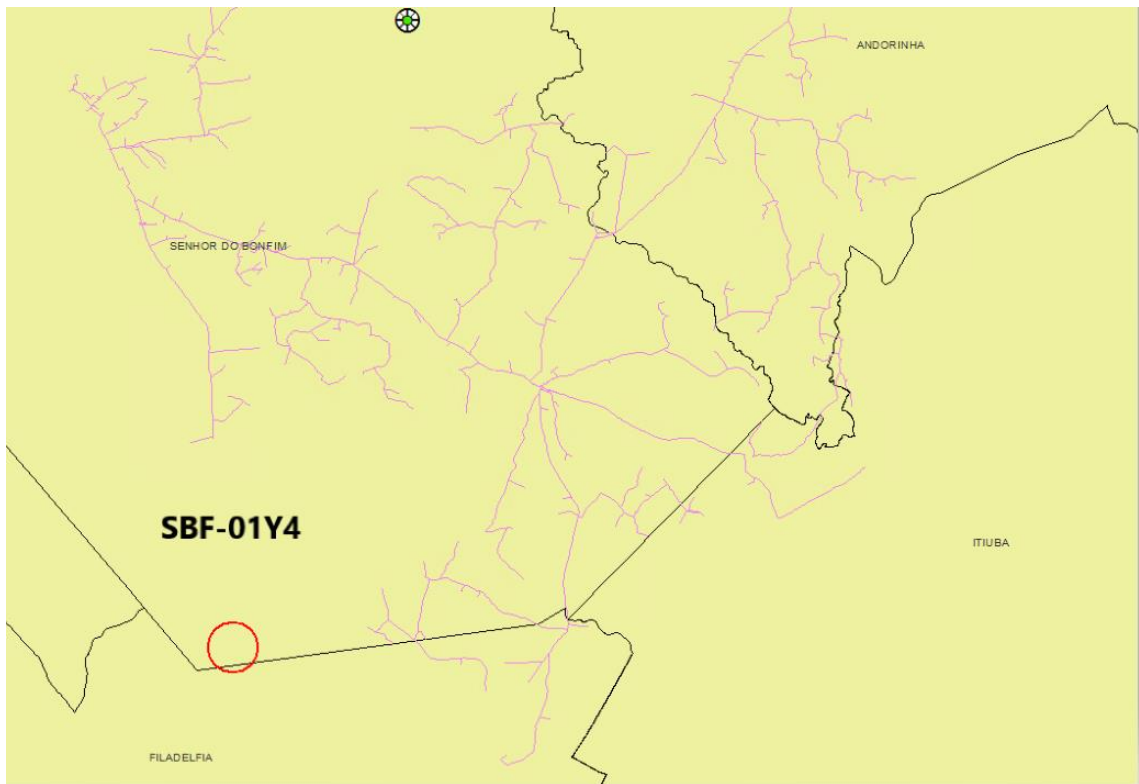 ANDORINHA
SENHOR DO BONFIM
SBF-01Y4
ITIUBA
FILADELFIA